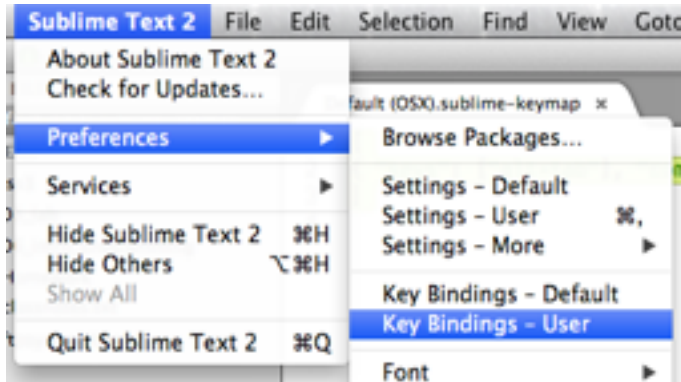 Sublime Text 2 File Edit Selection Find View Goto
About Sublime Text 2
Check for Updates...
fault (OSX).sublime-keymap ×
Preferences ▶
Browse Packages...
Services ▶
Settings – Default
Settings – User ⌘,
Settings – More ▶
Hide Sublime Text 2 ⌘H
Hide Others ⌥⌘H
Show All
Key Bindings – Default
Key Bindings – User
Quit Sublime Text 2 ⌘Q
Font ▶